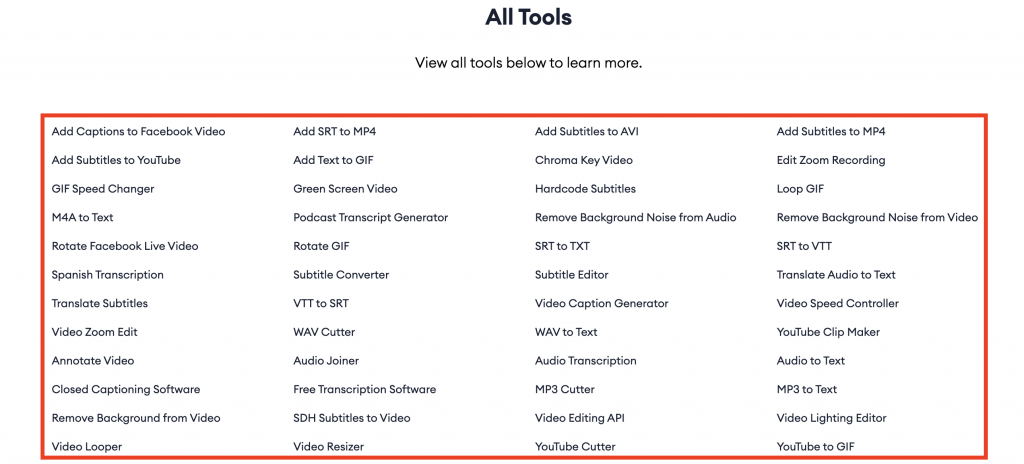 All Tools
View all tools below to learn more.
Add Captions to Facebook Video Add SRT to MP4 Add Subtitles to AVI Add Subtitles to MP4
Add Subtitles to YouTube Add Text to GIF Chroma Key Video Edit Zoom Recording
GIF Speed Changer Green Screen Video Hardcode Subtitles Loop GIF
M4A to Text Podcast Transcript Generator Remove Background Noise from Audio Remove Background Noise from Video
Rotate Facebook Live Video Rotate GIF SRT to TXT SRT to VTT
Spanish Transcription Subtitle Converter Subtitle Editor Translate Audio to Text
Translate Subtitles VTT to SRT Video Caption Generator Video Speed Controller
Video Zoom Edit WAV Cutter WAV to Text YouTube Clip Maker
Annotate Video Audio Joiner Audio Transcription Audio to Text
Closed Captioning Software Free Transcription Software MP3 Cutter MP3 to Text
Remove Background from Video SDH Subtitles to Video Video Editing API Video Lighting Editor
Video Looper Video Resizer YouTube Cutter YouTube to GIF